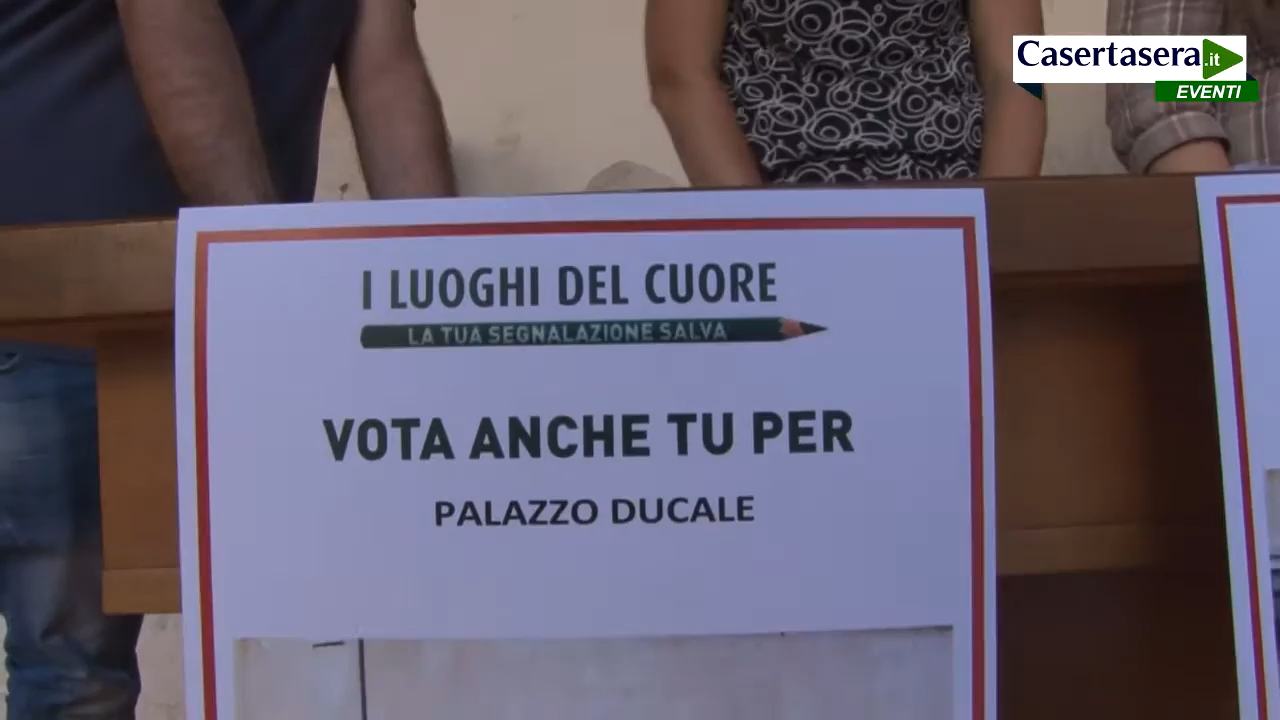 Casertasera.it
EVENTI
I LUOGHI DEL CUORE
LA TUA SEGNALAZIONE SALVA
VOTA ANCHE TU PER
PALAZZO DUCALE